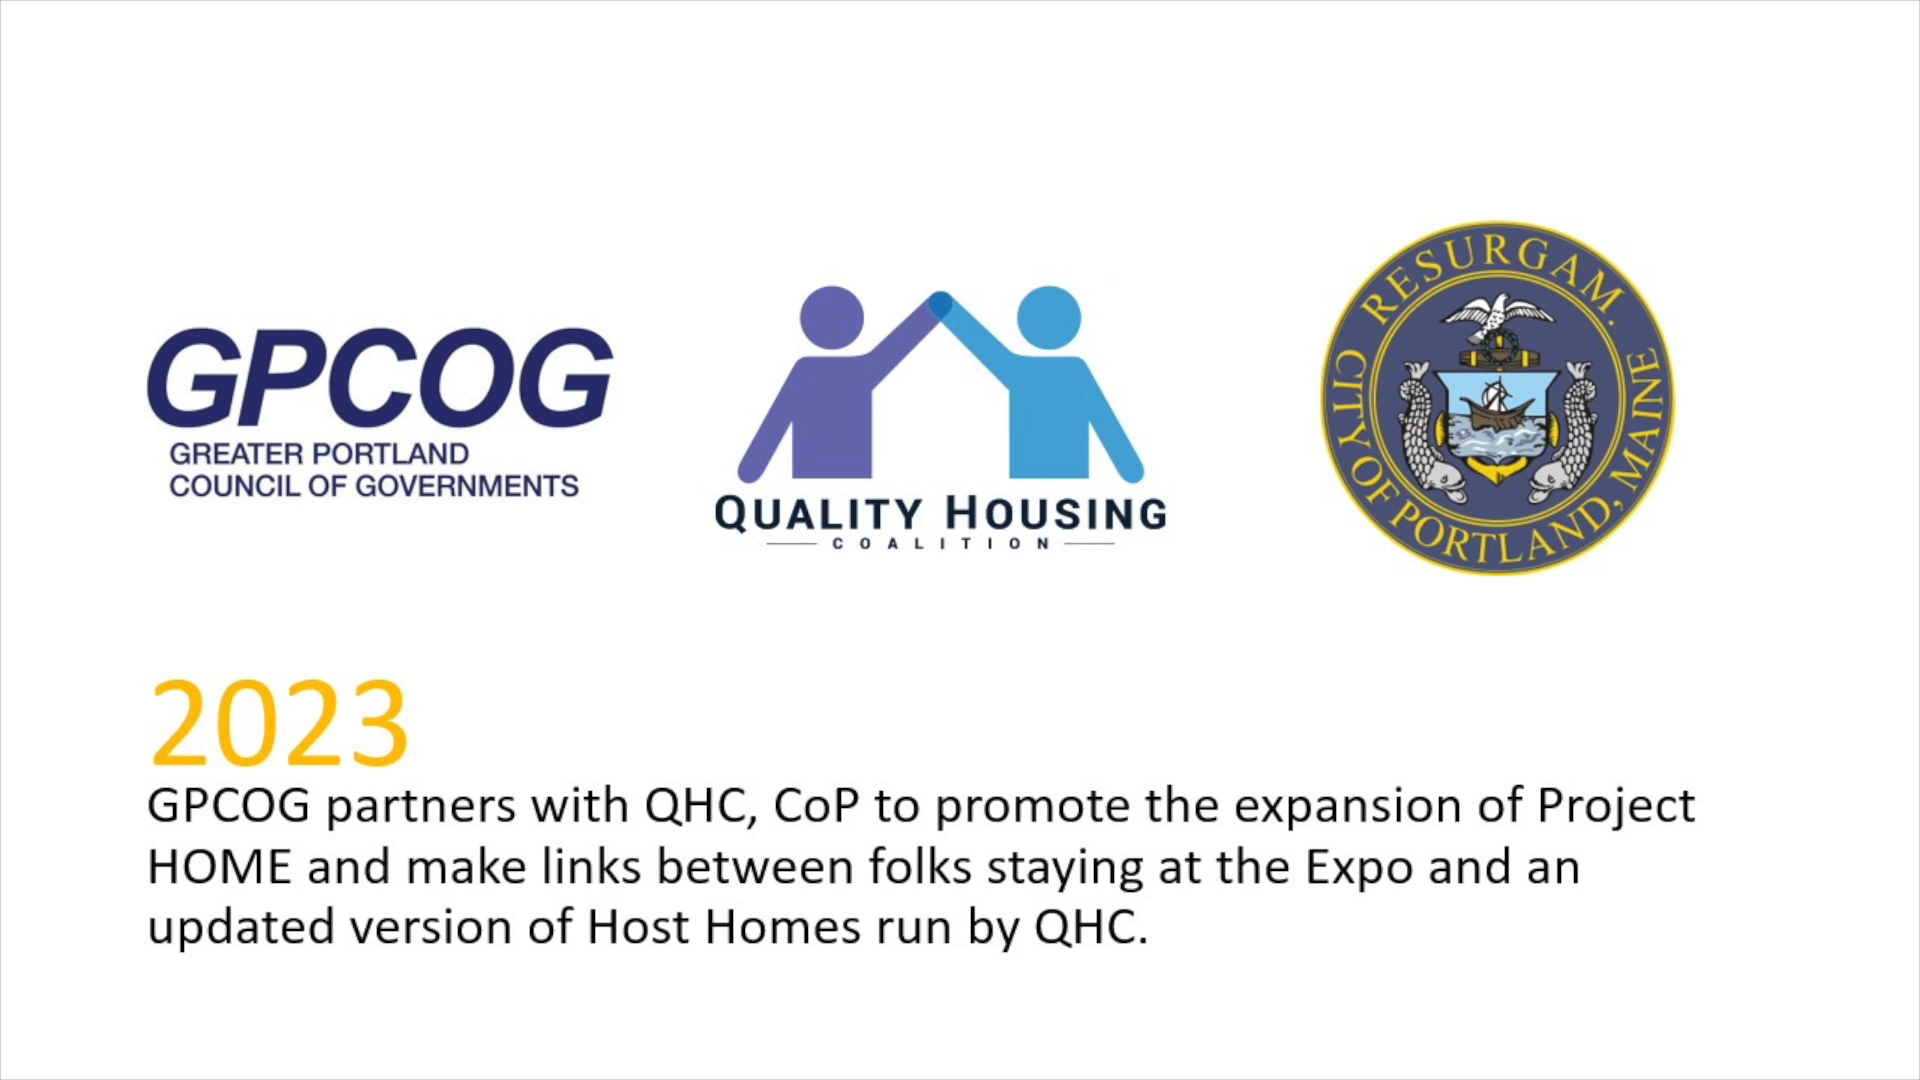 GPCOG
GREATER PORTLAND
COUNCIL OF GOVERNMENTS
QUALITY HOUSING
COALITION
RESURGAM.
CITY OF PORTLAND, MAINE
2023
GPCOG partners with QHC, CoP to promote the expansion of Project
HOME and make links between folks staying at the Expo and an
updated version of Host Homes run by QHC.